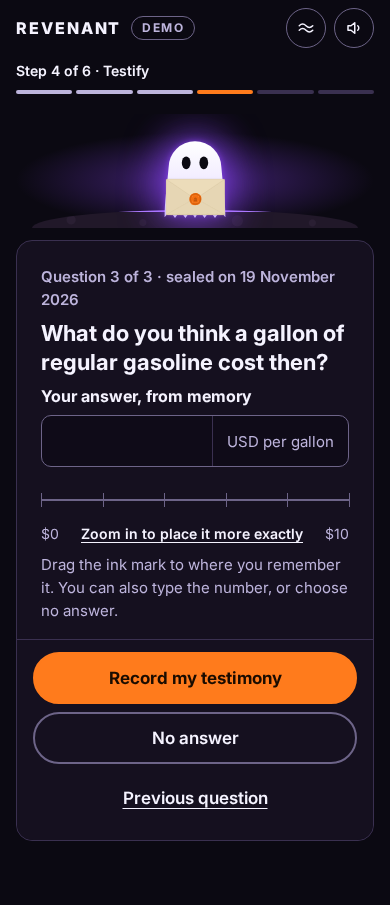 REVENANT DEMO
Step 4 of 6 · Testify
Question 3 of 3 · sealed on 19 November
2026
What do you think a gallon of
regular gasoline cost then?
Your answer, from memory
USD per gallon
$0 Zoom in to place it more exactly $10
Drag the ink mark to where you remember
it. You can also type the number, or choose
no answer.
Record my testimony
No answer
Previous question